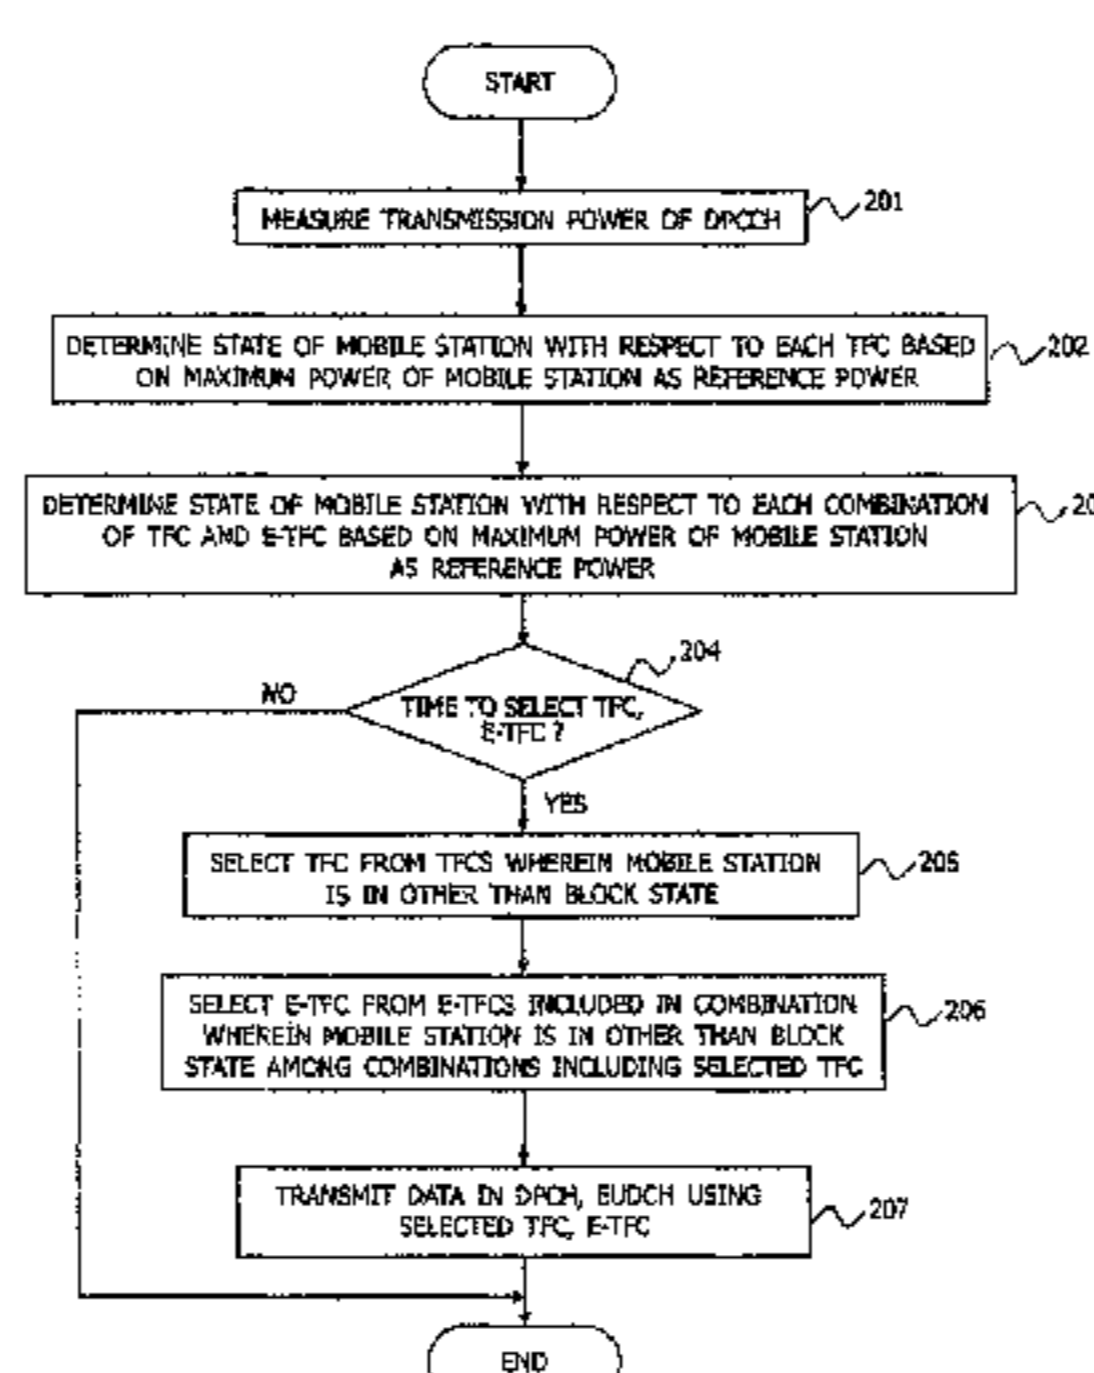 START
MEASURE TRANSMISSION POWER OF DPCCH
201
DETERMINE STATE OF MOBILE STATION WITH RESPECT TO EACH TFC BASED
ON MAXIMUM POWER OF MOBILE STATION AS REFERENCE POWER
202
DETERMINE STATE OF MOBILE STATION WITH RESPECT TO EACH COMBINATION
OF TFC AND E-TFC BASED ON MAXIMUM POWER OF MOBILE STATION
AS REFERENCE POWER
20
204
NO
TIME TO SELECT TFC,
E-TFC ?
YES
SELECT TFC FROM TFCS WHEREIN MOBILE STATION
IS IN OTHER THAN BLOCK STATE
205
SELECT E-TFC FROM E-TFCS INCLUDED IN COMBINATION
WHEREIN MOBILE STATION IS IN OTHER THAN BLOCK
STATE AMONG COMBINATIONS INCLUDING SELECTED TFC
206
TRANSMIT DATA IN DPCH, EUDCH USING
SELECTED TFC, E-TFC
207
END